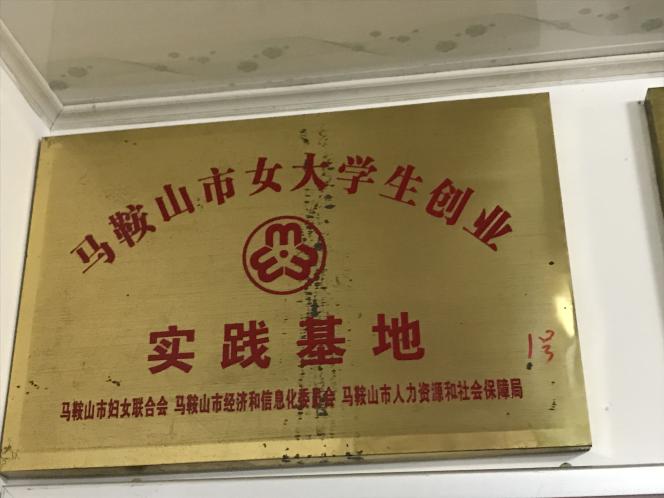 马鞍山市女大学生创业
实践基地
1号
马鞍山市妇女联合会 马鞍山市经济和信息化委员会 马鞍山市人力资源和社会保障局